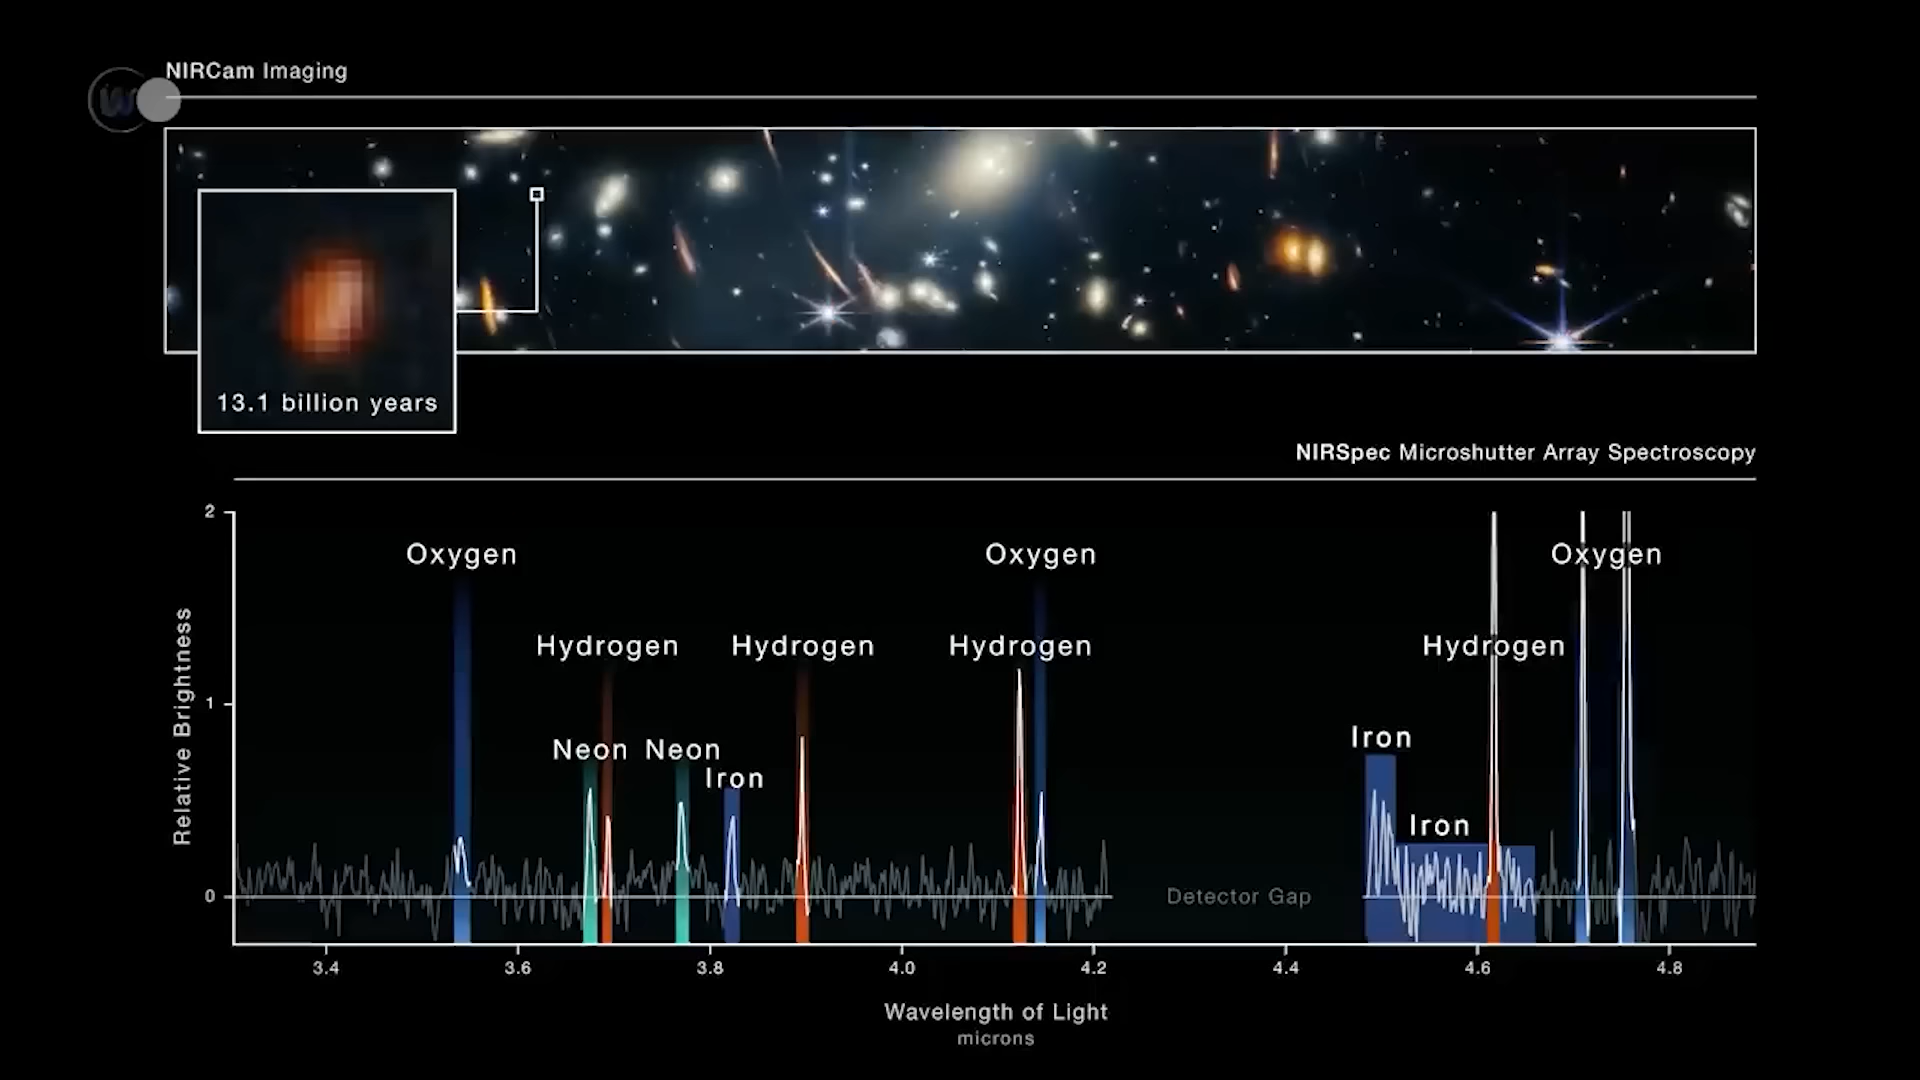 NIRCam Imaging
13.1 billion years
NIRSpec Microshutter Array Spectroscopy
2
Oxygen Oxygen Oxygen
Hydrogen Hydrogen Hydrogen Hydrogen
1
Iron
Neon Neon
Iron
Iron
0
Detector Gap
Relative Brightness
3.4 3.6 3.8 4.0 4.2 4.4 4.6 4.8
Wavelength of Light
microns